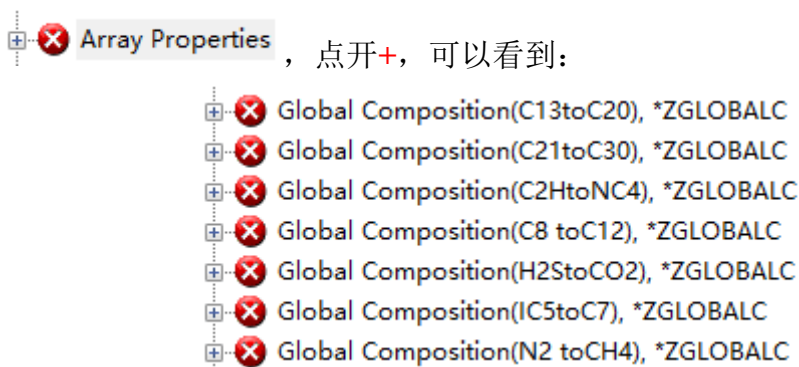 Array Properties ，点开+，可以看到：
Global Composition(C13toC20), *ZGLOBALC
Global Composition(C21toC30), *ZGLOBALC
Global Composition(C2HtoNC4), *ZGLOBALC
Global Composition(C8 toC12), *ZGLOBALC
Global Composition(H2StoCO2), *ZGLOBALC
Global Composition(IC5toC7), *ZGLOBALC
Global Composition(N2 toCH4), *ZGLOBALC